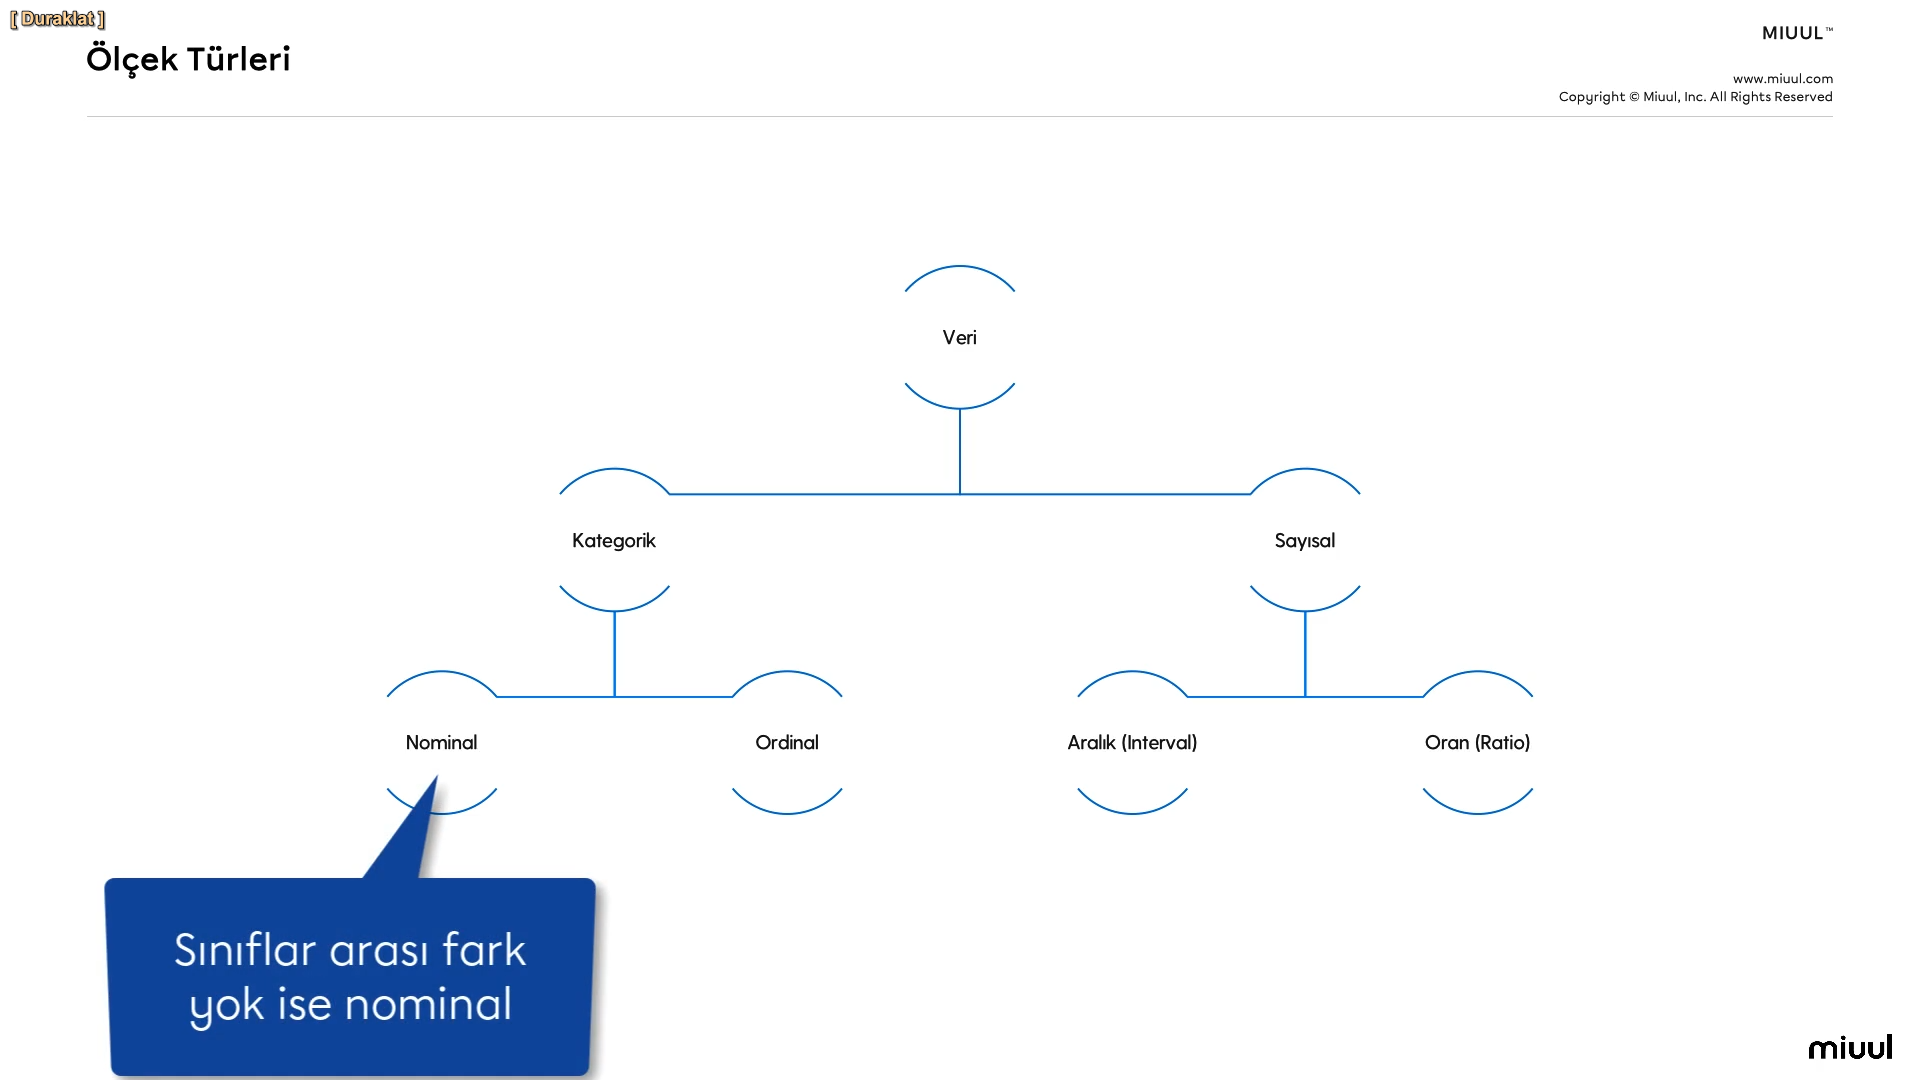 [ Duraklat ]
Ölçek Türleri
MIUUL™
www.miuul.com
Copyright © Miuul, Inc. All Rights Reserved
Veri
Kategorik
Sayısal
Nominal
Ordinal
Aralık (Interval)
Oran (Ratio)
Sınıflar arası fark
yok ise nominal
miuul